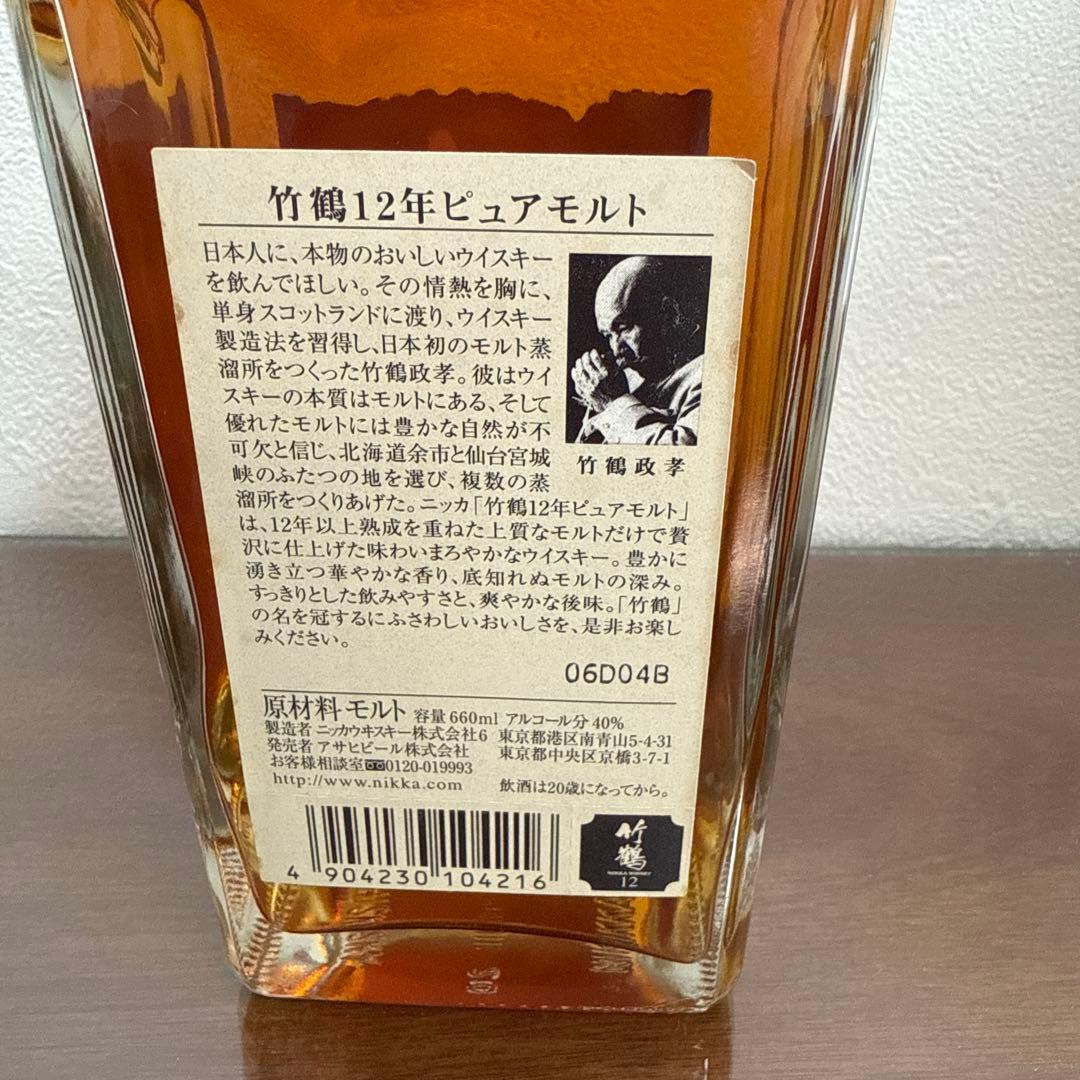 竹鶴12年ピュアモルト
日本人に、本物のおいしいウイスキー
を飲んでほしい。その情熱を胸に、
単身スコットランドに渡り、ウイスキー
製造法を習得し、日本初のモルト蒸
溜所をつくった竹鶴政孝。彼はウイ
スキーの本質はモルトにある、そして
優れたモルトには豊かな自然が不
可欠と信じ、北海道余市と仙台宮城
峡のふたつの地を選び、複数の蒸
溜所をつくりあげた。ニッカ「竹鶴12年ピュアモルト」
は、12年以上熟成を重ねた上質なモルトだけで贅
沢に仕上げた味わいまろやかなウイスキー。豊かに
湧き立つ華やかな香り、底知れぬモルトの深み。
すっきりとした飲みやすさと、爽やかな後味。「竹鶴」
の名を冠するにふさわしいおいしさを、是非お楽し
みください。
竹鶴政孝
06D04B
原材料 モルト 容量 660ml アルコール分 40%
製造者 ニッカウヰスキー株式会社6 東京都港区南青山5-4-31
発売者 アサヒビール株式会社 東京都中央区京橋3-7-1
お客様相談室 0120-019993
http://www.nikka.com 飲酒は20歳になってから。
4 904230 104216
竹鶴
NIKKA WHISKY
12